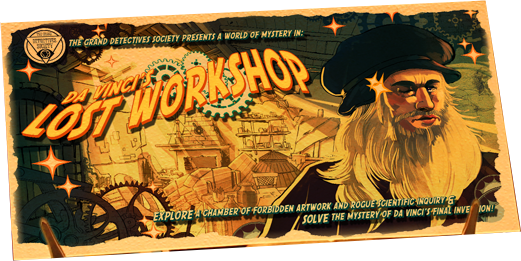 THE GRAND DETECTIVES SOCIETY PRESENTS A WORLD OF MYSTERY IN:
DA VINCI'S
LOST WORKSHOP
EXPLORE A CHAMBER OF FORBIDDEN ARTWORK AND ROGUE SCIENTIFIC INQUIRY &
SOLVE THE MYSTERY OF DA VINCI'S FINAL INVENTION!